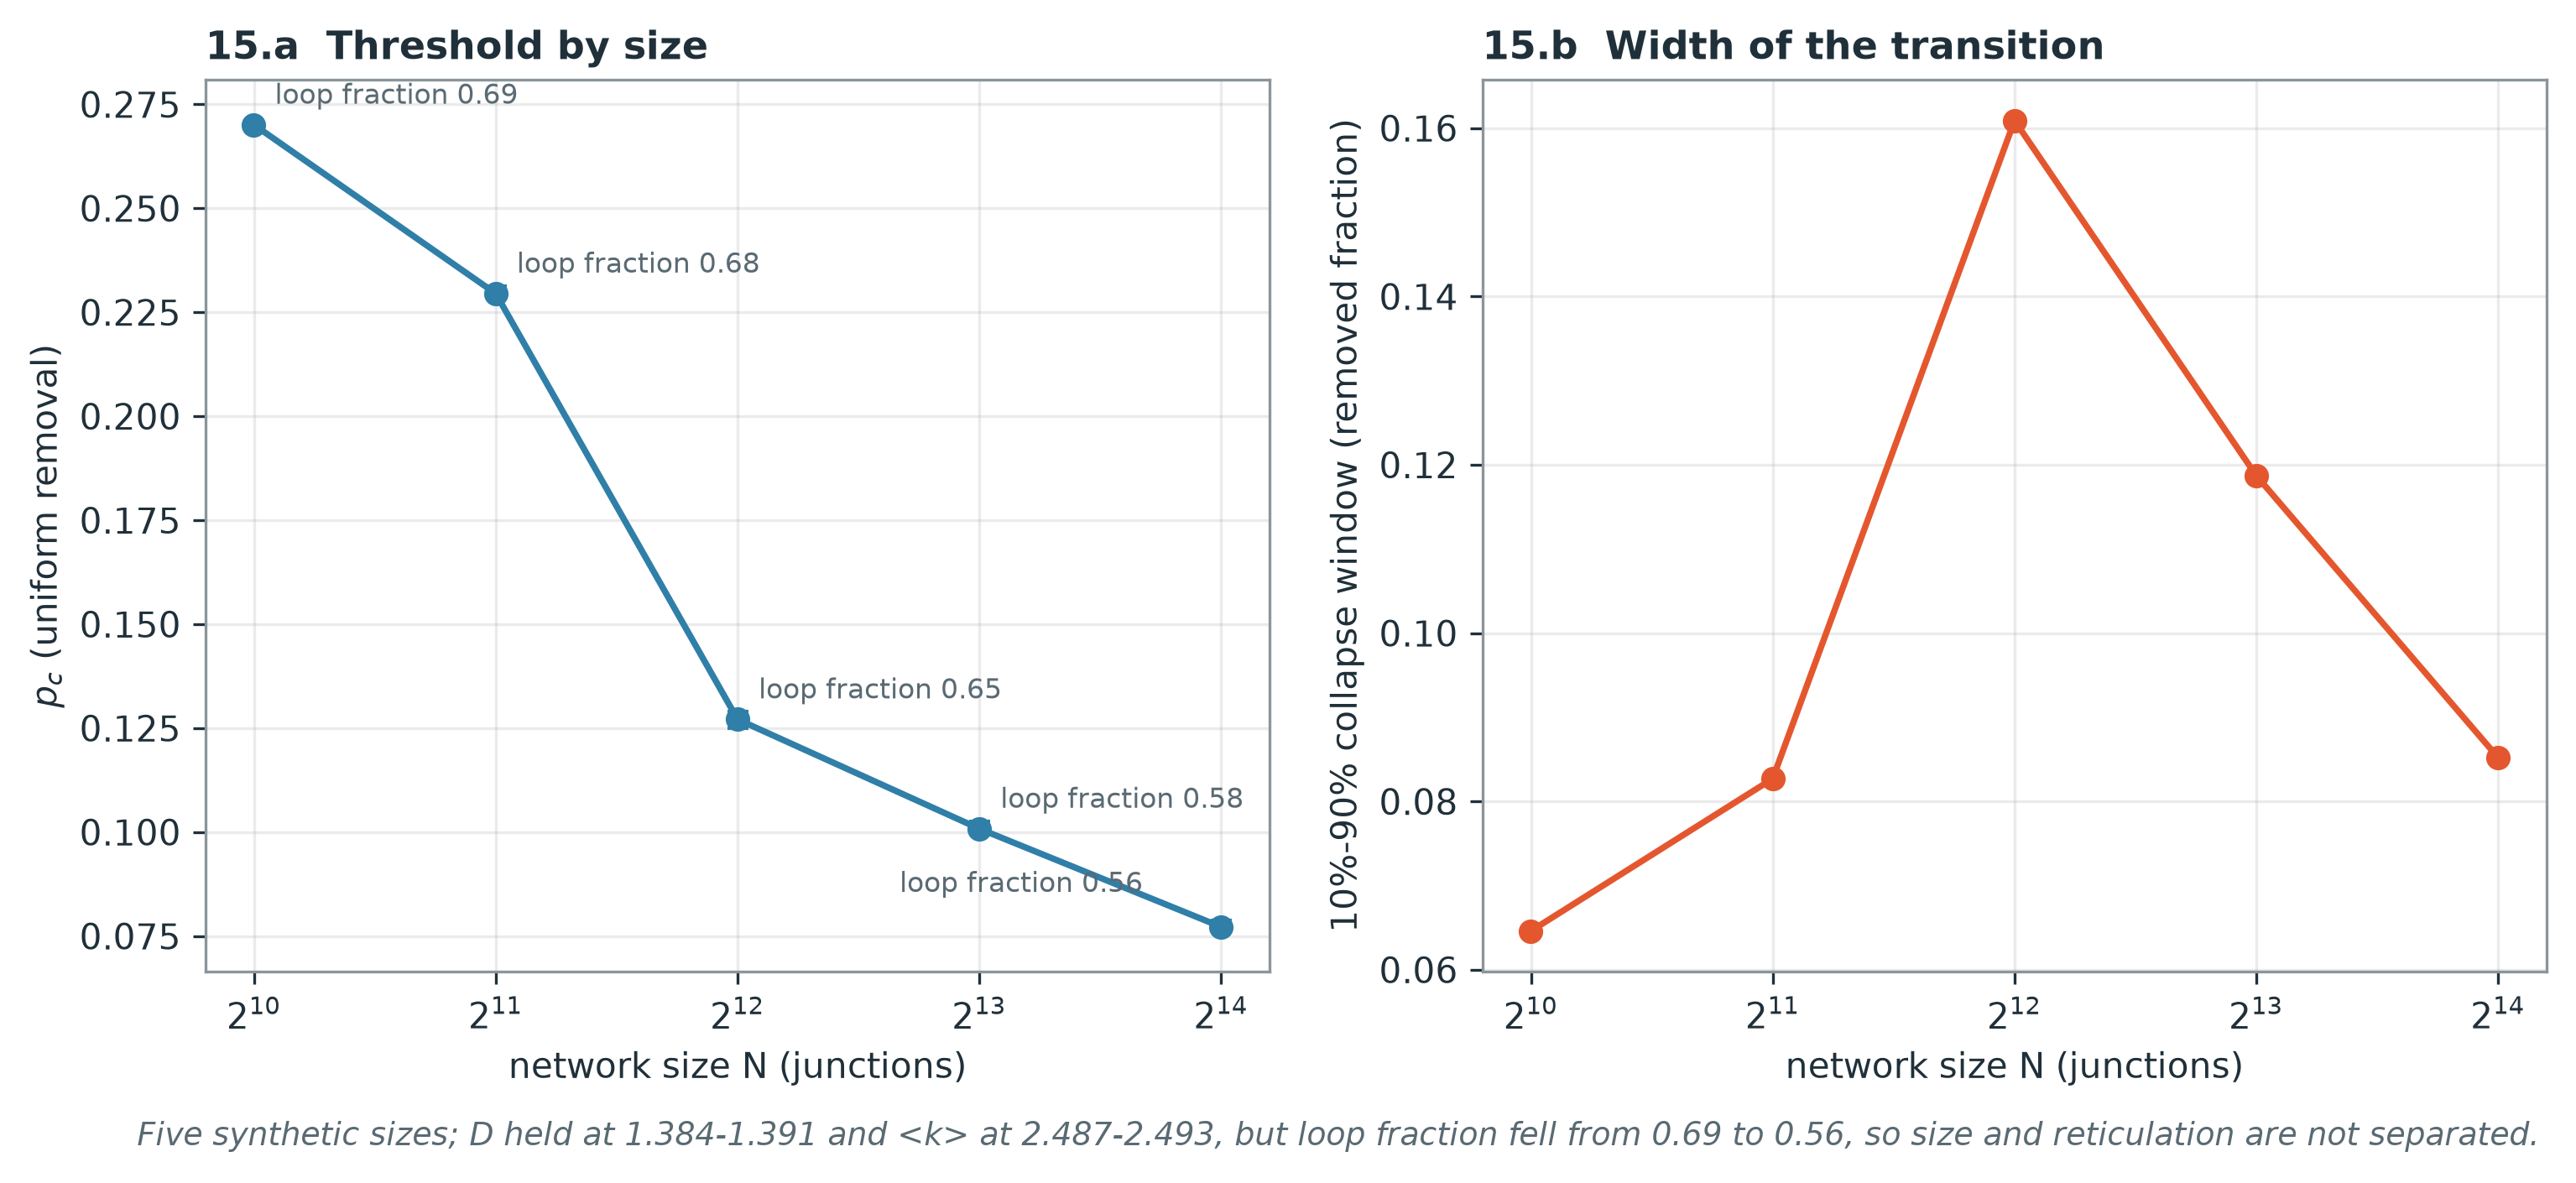 15.a Threshold by size
0.275
0.250
0.225
0.200
0.175
0.150
0.125
0.100
0.075
p_c (uniform removal)
loop fraction 0.69
loop fraction 0.68
loop fraction 0.65
loop fraction 0.58
loop fraction 0.56
2^10
2^11
2^12
2^13
2^14
network size N (junctions)
15.b Width of the transition
0.16
0.14
0.12
0.10
0.08
0.06
10%-90% collapse window (removed fraction)
2^10
2^11
2^12
2^13
2^14
network size N (junctions)
Five synthetic sizes; D held at 1.384-1.391 and <k> at 2.487-2.493, but loop fraction fell from 0.69 to 0.56, so size and reticulation are not separated.